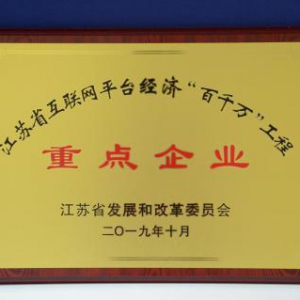 江苏省互联网平台经济“百千万”工程
重点企业
江苏省发展和改革委员会
二〇一九年十月